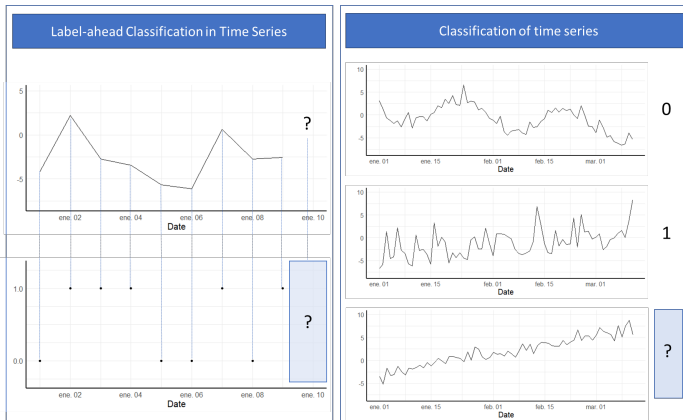 Label-ahead Classification in Time Series
5
0
-5
?
ene. 02 ene. 04 ene. 06 ene. 08 ene. 10
Date
1.0
0.0
?
ene. 02 ene. 04 ene. 06 ene. 08 ene. 10
Date
Classification of time series
10
5
0
-5
0
ene. 01 ene. 15 feb. 01 feb. 15 mar. 01
Date
10
5
0
-5
1
ene. 01 ene. 15 feb. 01 feb. 15 mar. 01
Date
10
5
0
-5
?
ene. 01 ene. 15 feb. 01 feb. 15 mar. 01
Date